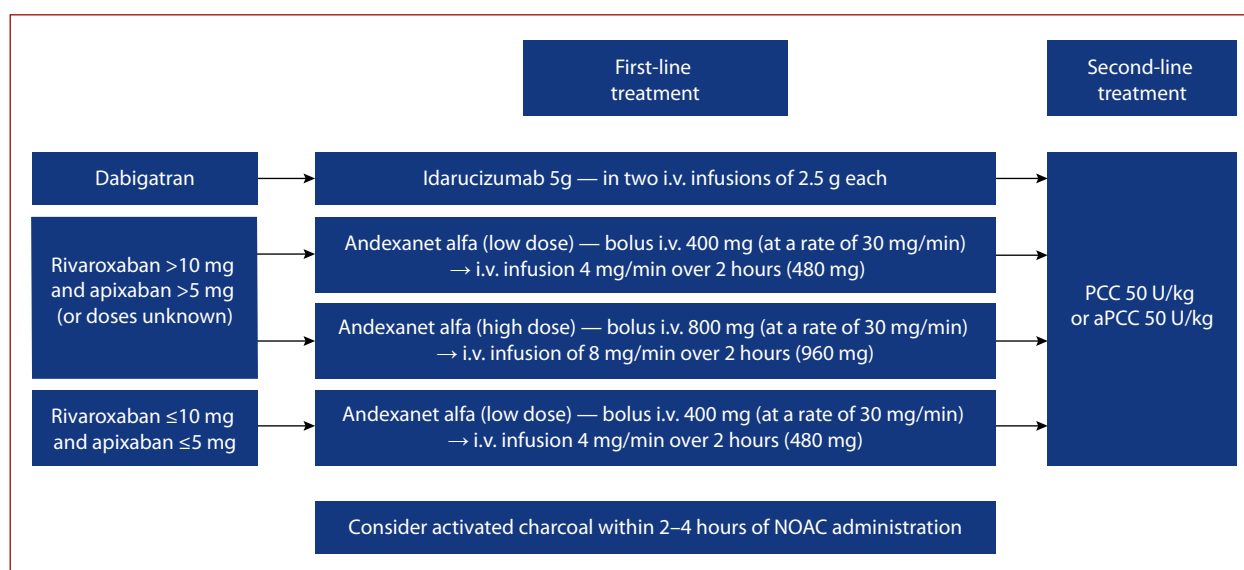 First-line
treatment
Second-line
treatment
Dabigatran
Idarucizumab 5g — in two i.v. infusions of 2.5 g each
Rivaroxaban >10 mg
and apixaban >5 mg
(or doses unknown)
Andexanet alfa (low dose) — bolus i.v. 400 mg (at a rate of 30 mg/min)
→ i.v. infusion 4 mg/min over 2 hours (480 mg)
Andexanet alfa (high dose) — bolus i.v. 800 mg (at a rate of 30 mg/min)
→ i.v. infusion of 8 mg/min over 2 hours (960 mg)
Rivaroxaban ≤10 mg
and apixaban ≤5 mg
Andexanet alfa (low dose) — bolus i.v. 400 mg (at a rate of 30 mg/min)
→ i.v. infusion 4 mg/min over 2 hours (480 mg)
PCC 50 U/kg
or aPCC 50 U/kg
Consider activated charcoal within 2–4 hours of NOAC administration